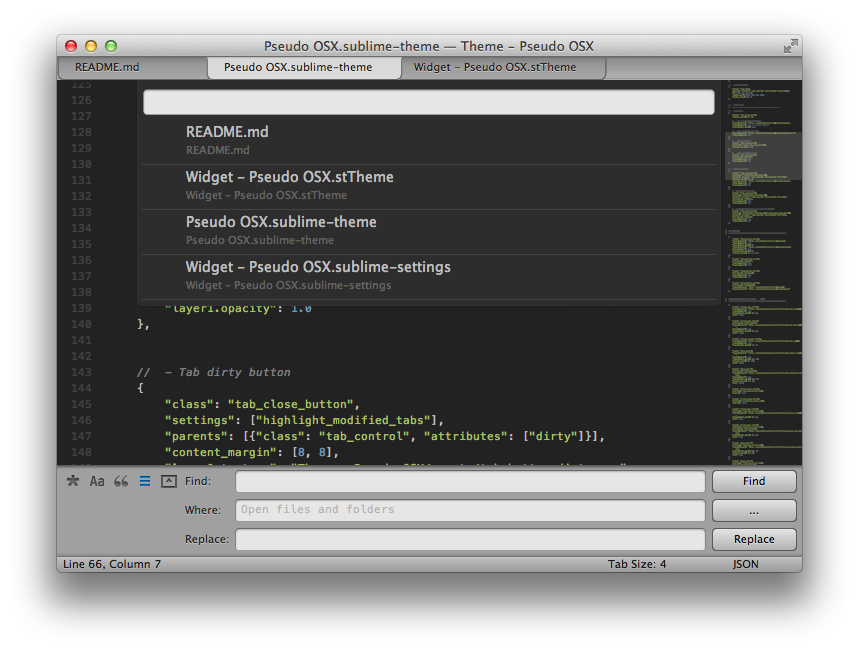 Pseudo OSX.sublime-theme — Theme - Pseudo OSX
README.md
Pseudo OSX.sublime-theme
Widget - Pseudo OSX.stTheme
125
126
127
128
129
130
131
132
133
134
135
136
137
138
README.md
README.md
Widget - Pseudo OSX.stTheme
Widget - Pseudo OSX.stTheme
Pseudo OSX.sublime-theme
Pseudo OSX.sublime-theme
Widget - Pseudo OSX.sublime-settings
Widget - Pseudo OSX.sublime-settings
139 "layer1.opacity": 1.0
140 },
141
142
143 // - Tab dirty button
144 {
145 "class": "tab_close_button",
146 "settings": ["highlight_modified_tabs"],
147 "parents": [{"class": "tab_control", "attributes": ["dirty"]}],
148 "content_margin": [8, 8],
Aa
Find:
Find
Where:
Open files and folders
...
Replace:
Replace
Line 66, Column 7
Tab Size: 4
JSON